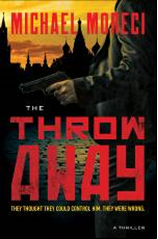 MICHAEL MORECI
THE
THROW
AWAY
THEY THOUGHT THEY COULD CONTROL HIM. THEY WERE WRONG.
A THRILLER